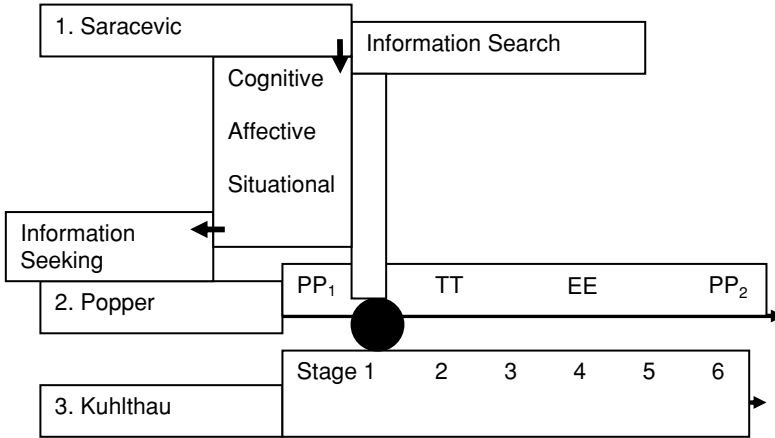 1. Saracevic
Information Search
Cognitive
Affective
Situational
Information
Seeking
2. Popper
PP₁ TT EE PP₂
3. Kuhlthau
Stage 1 2 3 4 5 6